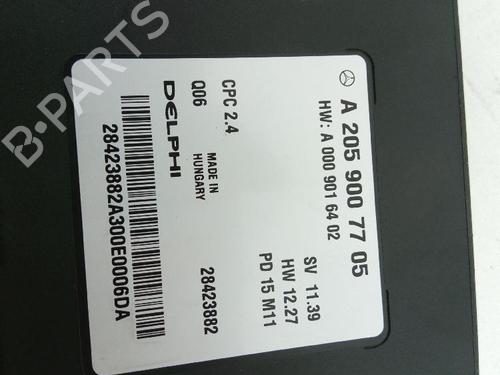 A 205 900 77 05
HW: A 000 901 64 02
SV 11.39
HW 12.27
PD 15 M11
CPC 2.4
Q06
MADE IN
HUNGARY
28423882
DELPHI
28423882A300E0006DA
B-PARTS